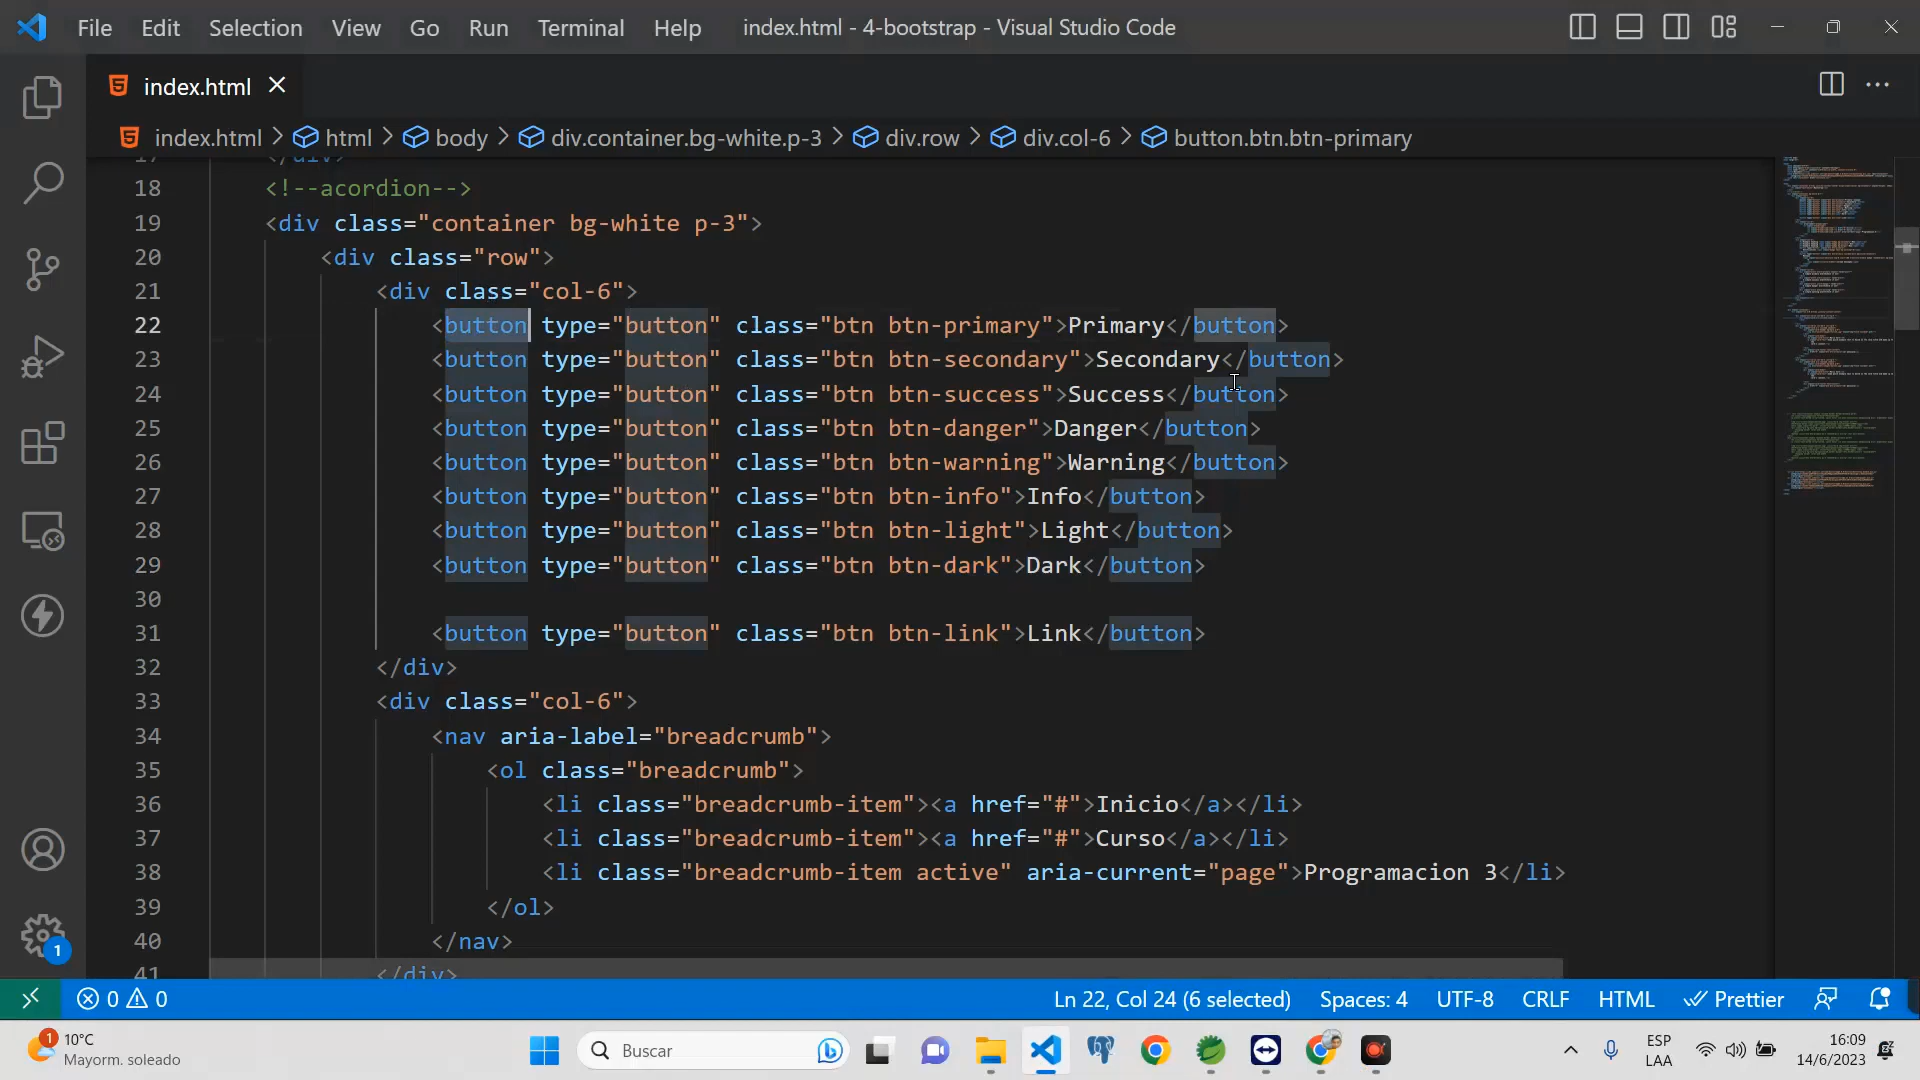 File Edit Selection View Go Run Terminal Help index.html - 4-bootstrap - Visual Studio Code
index.html
index.html > html > body > div.container.bg-white.p-3 > div.row > div.col-6 > button.btn.btn-primary
17 </div>
18 <!--acordion-->
19 <div class="container bg-white p-3">
20 <div class="row">
21 <div class="col-6">
22 <button type="button" class="btn btn-primary">Primary</button>
23 <button type="button" class="btn btn-secondary">Secondary</button>
24 <button type="button" class="btn btn-success">Success</button>
25 <button type="button" class="btn btn-danger">Danger</button>
26 <button type="button" class="btn btn-warning">Warning</button>
27 <button type="button" class="btn btn-info">Info</button>
28 <button type="button" class="btn btn-light">Light</button>
29 <button type="button" class="btn btn-dark">Dark</button>
30
31 <button type="button" class="btn btn-link">Link</button>
32 </div>
33 <div class="col-6">
34 <nav aria-label="breadcrumb">
35 <ol class="breadcrumb">
36 <li class="breadcrumb-item"><a href="#">Inicio</a></li>
37 <li class="breadcrumb-item"><a href="#">Curso</a></li>
38 <li class="breadcrumb-item active" aria-current="page">Programacion 3</li>
39 </ol>
40 </nav>
41 </div>
1
0 0 Ln 22, Col 24 (6 selected) Spaces: 4 UTF-8 CRLF HTML Prettier
1 10°C
Mayorm. soleado
Buscar
ESP
LAA
16:09
14/6/2023